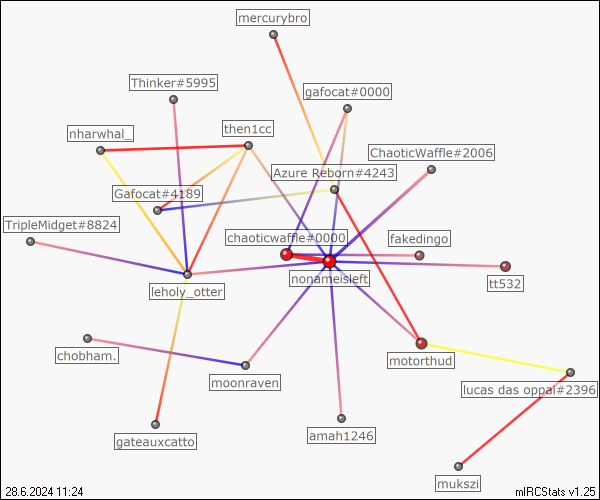 mercurybro
Thinker#5995
gafocat#0000
nharwhal_
then1cc
ChaoticWaffle#2006
Azure Reborn#4243
Gafocat#4189
TripleMidget#8824
chaoticwaffle#0000
fakedingo
nonameisleft
tt532
leholy_otter
chobham.
motorthud
moonraven
lucas das oppai#2396
amah1246
gateauxcatto
mukszi
28.6.2024 11:24
mIRCStats v1.25